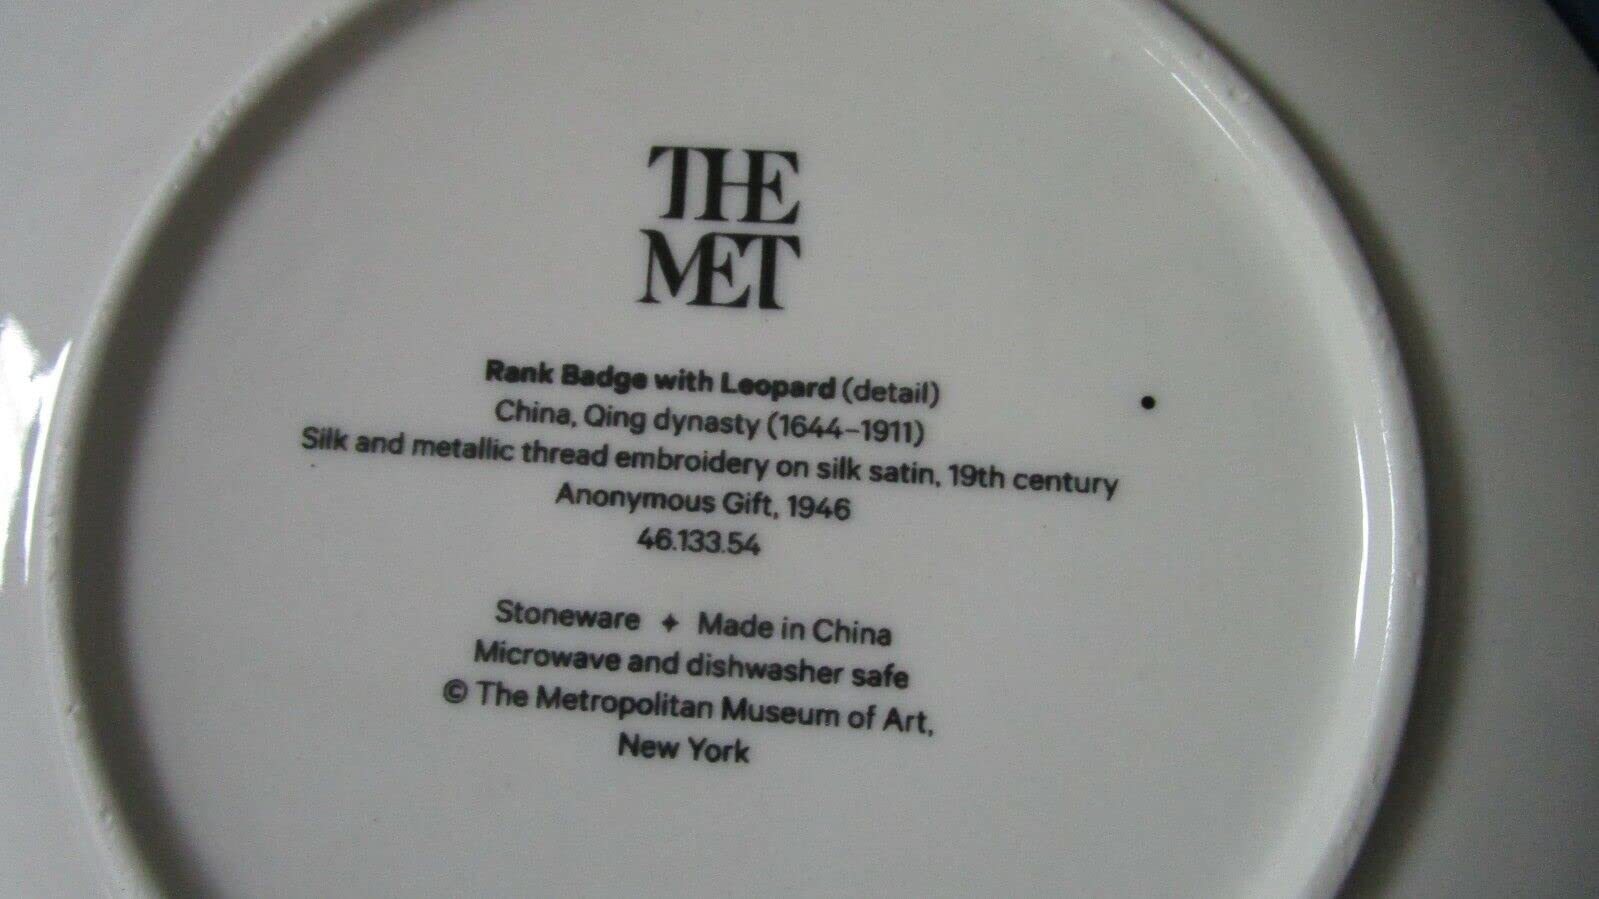 THE
MET
Rank Badge with Leopard (detail)
China, Qing dynasty (1644–1911)
Silk and metallic thread embroidery on silk satin, 19th century
Anonymous Gift, 1946
46.133.54
Stoneware ✦ Made in China
Microwave and dishwasher safe
© The Metropolitan Museum of Art,
New York